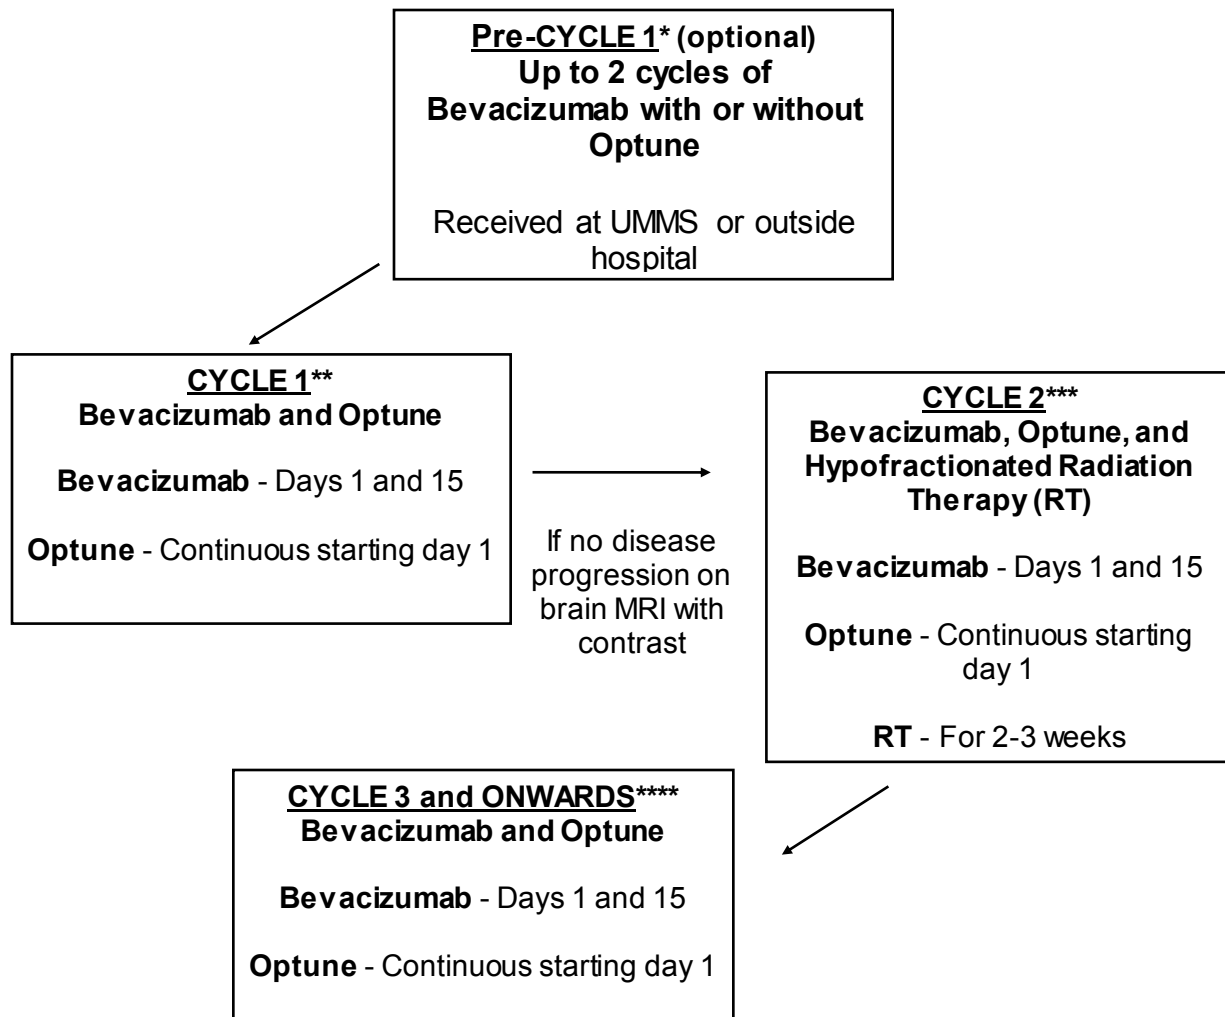 Pre-CYCLE 1* (optional)
Up to 2 cycles of
Bevacizumab with or without
Optune
Received at UMMS or outside
hospital
CYCLE 1**
Bevacizumab and Optune
Bevacizumab - Days 1 and 15
Optune - Continuous starting day 1
If no disease
progression on
brain MRI with
contrast
CYCLE 2***
Bevacizumab, Optune, and
Hypofractionated Radiation
Therapy (RT)
Bevacizumab - Days 1 and 15
Optune - Continuous starting
day 1
RT - For 2-3 weeks
CYCLE 3 and ONWARDS****
Bevacizumab and Optune
Bevacizumab - Days 1 and 15
Optune - Continuous starting day 1